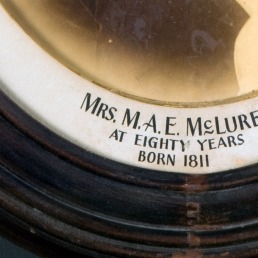 MRS. M.A.E. McLURE
AT EIGHTY YEARS
BORN 1811